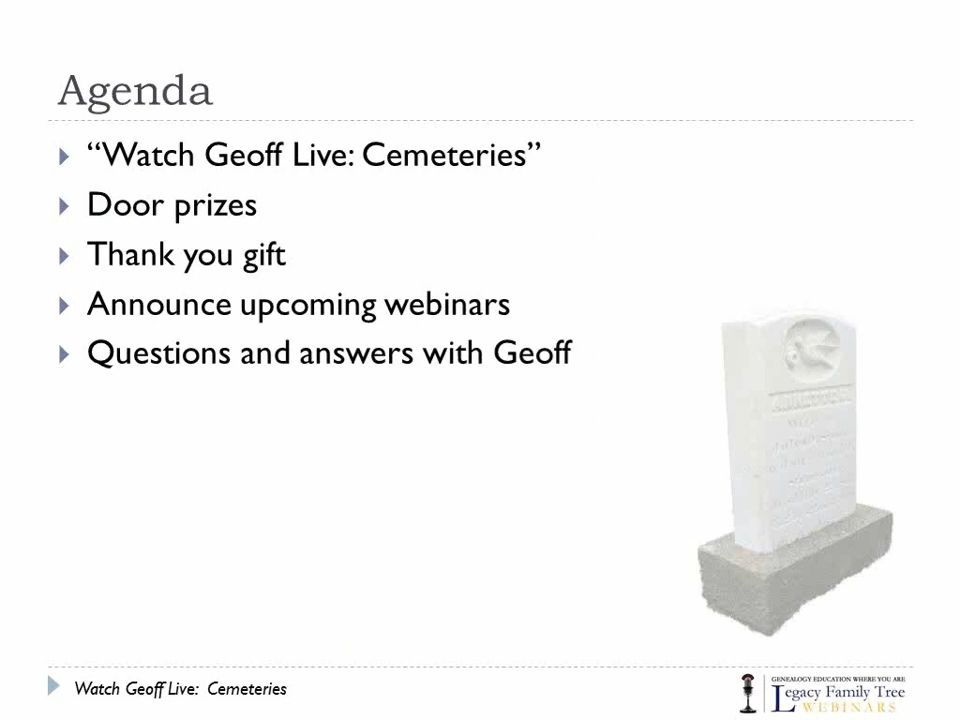 Agenda
“Watch Geoff Live: Cemeteries”
Door prizes
Thank you gift
Announce upcoming webinars
Questions and answers with Geoff
Watch Geoff Live: Cemeteries
GENEALOGY EDUCATION WHERE YOU ARE
Legacy Family Tree
WEBINARS